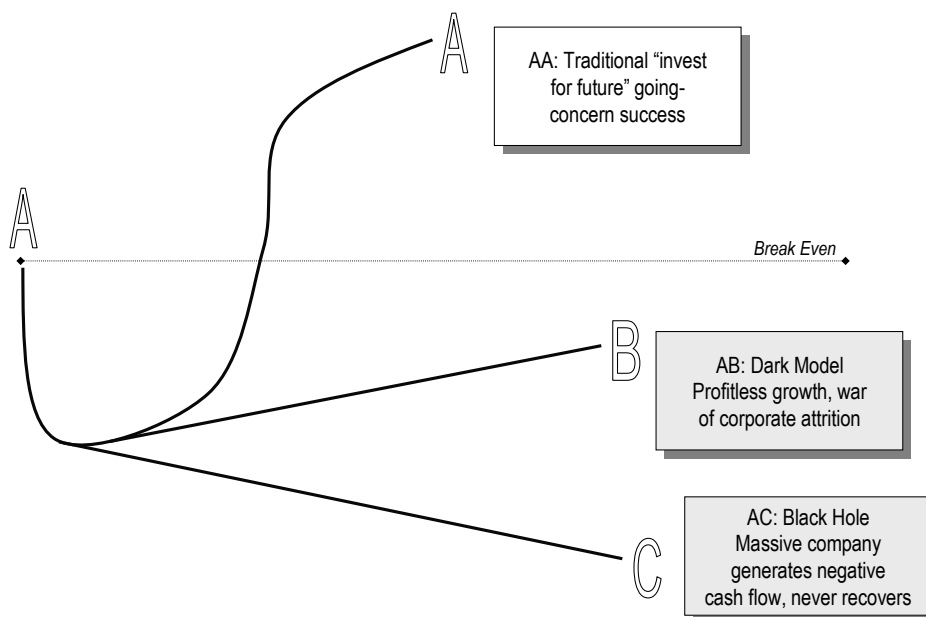 A
AA: Traditional “invest
for future” going-
concern success
A
Break Even
B
AB: Dark Model
Profitless growth, war
of corporate attrition
C
AC: Black Hole
Massive company
generates negative
cash flow, never recovers